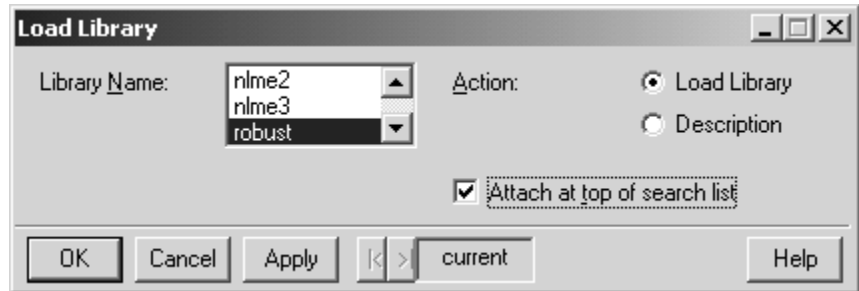 Load Library
Library Name:
nlme2
nlme3
robust
Action:
Load Library
Description
Attach at top of search list
OK Cancel Apply current Help